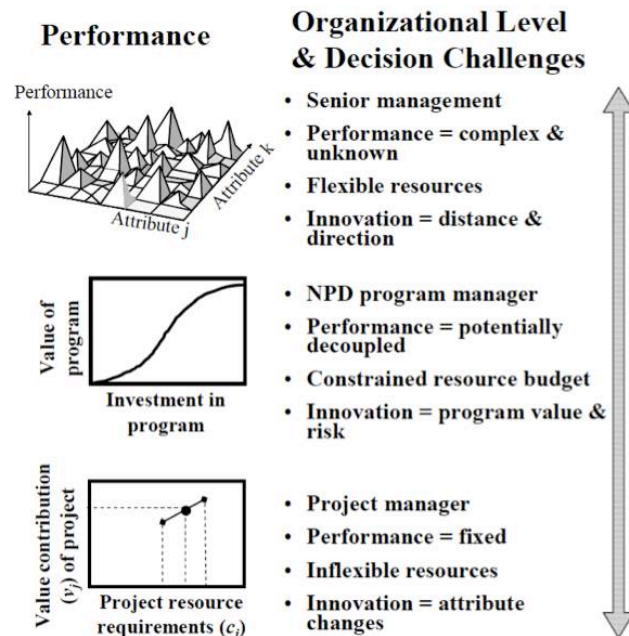 Performance
Organizational Level
& Decision Challenges
Performance
Attribute j
Attribute k
• Senior management
• Performance = complex &
unknown
• Flexible resources
• Innovation = distance &
direction
Value of
program
Investment in
program
• NPD program manager
• Performance = potentially
decoupled
• Constrained resource budget
• Innovation = program value &
risk
Value contribution
(vj) of project
Project resource
requirements (ci)
• Project manager
• Performance = fixed
• Inflexible resources
• Innovation = attribute
changes